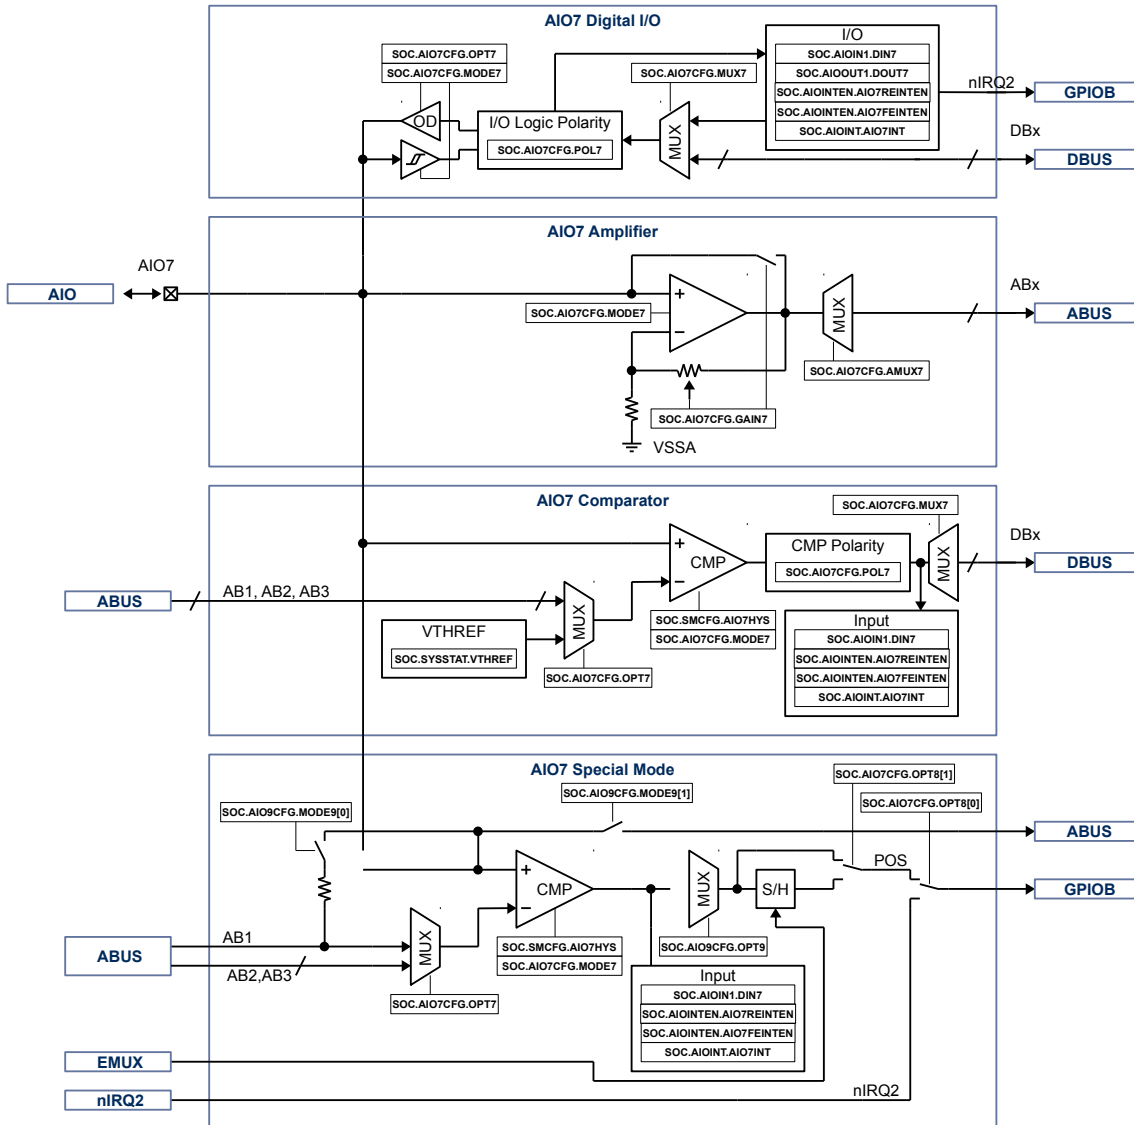 AIO7 Digital I/O
SOC.AIO7CFG.OPT7
SOC.AIO7CFG.MODE7
OD
I/O Logic Polarity
SOC.AIO7CFG.POL7
SOC.AIO7CFG.MUX7
MUX
I/O
SOC.AIOIN1.DIN7
SOC.AIOOUT1.DOUT7
SOC.AIOINTEN.AIO7REINTEN
SOC.AIOINTEN.AIO7FEINTEN
SOC.AIOINT.AIO7INT
nIRQ2
GPIOB
DBx
DBUS
AIO7 Amplifier
AIO
AIO7
SOC.AIO7CFG.MODE7
+
−
MUX
SOC.AIO7CFG.AMUX7
SOC.AIO7CFG.GAIN7
VSSA
ABx
ABUS
AIO7 Comparator
ABUS
AB1, AB2, AB3
VTHREF
SOC.SYSSTAT.VTHREF
MUX
SOC.AIO7CFG.OPT7
+
−
CMP
SOC.SMCFG.AIO7HYS
SOC.AIO7CFG.MODE7
CMP Polarity
SOC.AIO7CFG.POL7
SOC.AIO7CFG.MUX7
MUX
DBx
DBUS
Input
SOC.AIOIN1.DIN7
SOC.AIOINTEN.AIO7REINTEN
SOC.AIOINTEN.AIO7FEINTEN
SOC.AIOINT.AIO7INT
AIO7 Special Mode
SOC.AIO9CFG.MODE9[0]
SOC.AIO9CFG.MODE9[1]
SOC.AIO7CFG.OPT8[1]
SOC.AIO7CFG.OPT8[0]
ABUS
+
−
CMP
SOC.SMCFG.AIO7HYS
SOC.AIO7CFG.MODE7
MUX
SOC.AIO9CFG.OPT9
S/H
POS
GPIOB
ABUS
AB1
AB2,AB3
MUX
SOC.AIO7CFG.OPT7
Input
SOC.AIOIN1.DIN7
SOC.AIOINTEN.AIO7REINTEN
SOC.AIOINTEN.AIO7FEINTEN
SOC.AIOINT.AIO7INT
EMUX
nIRQ2
nIRQ2